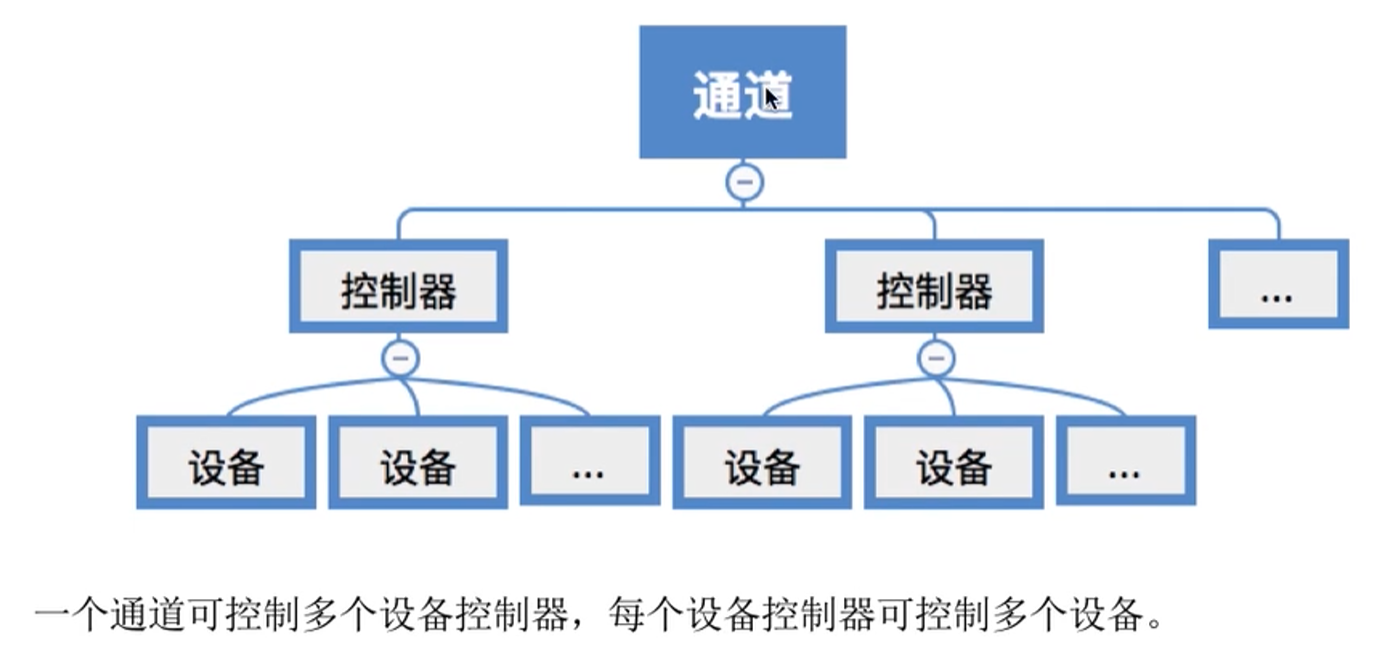 通道
控制器 控制器 ...
设备 设备 ... 设备 设备 ...
一个通道可控制多个设备控制器，每个设备控制器可控制多个设备。